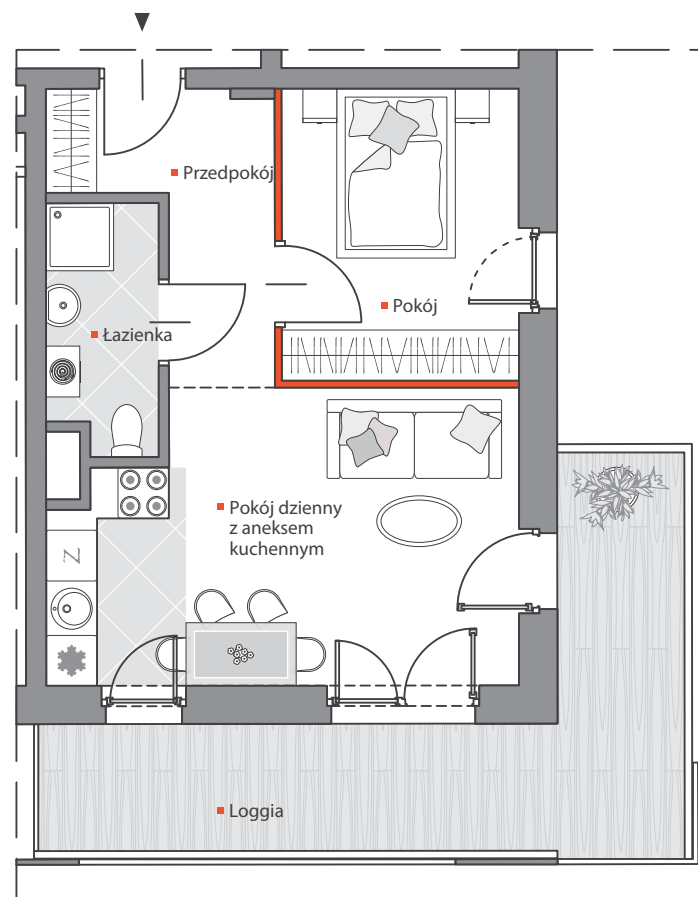 Przedpokój
Pokój
Łazienka
Pokój dzienny
z aneksem
kuchennym
Z
Loggia